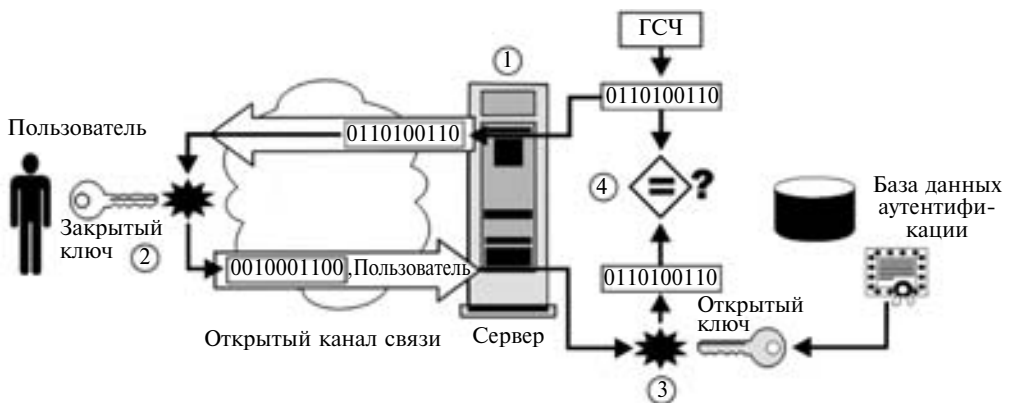 ГСЧ
1
0110100110
Пользователь
0110100110
4
= ?
База данных
аутентифи-
кации
Закрытый
ключ
2
0010001100,Пользователь
0110100110
Открытый
ключ
Открытый канал связи
Сервер
3